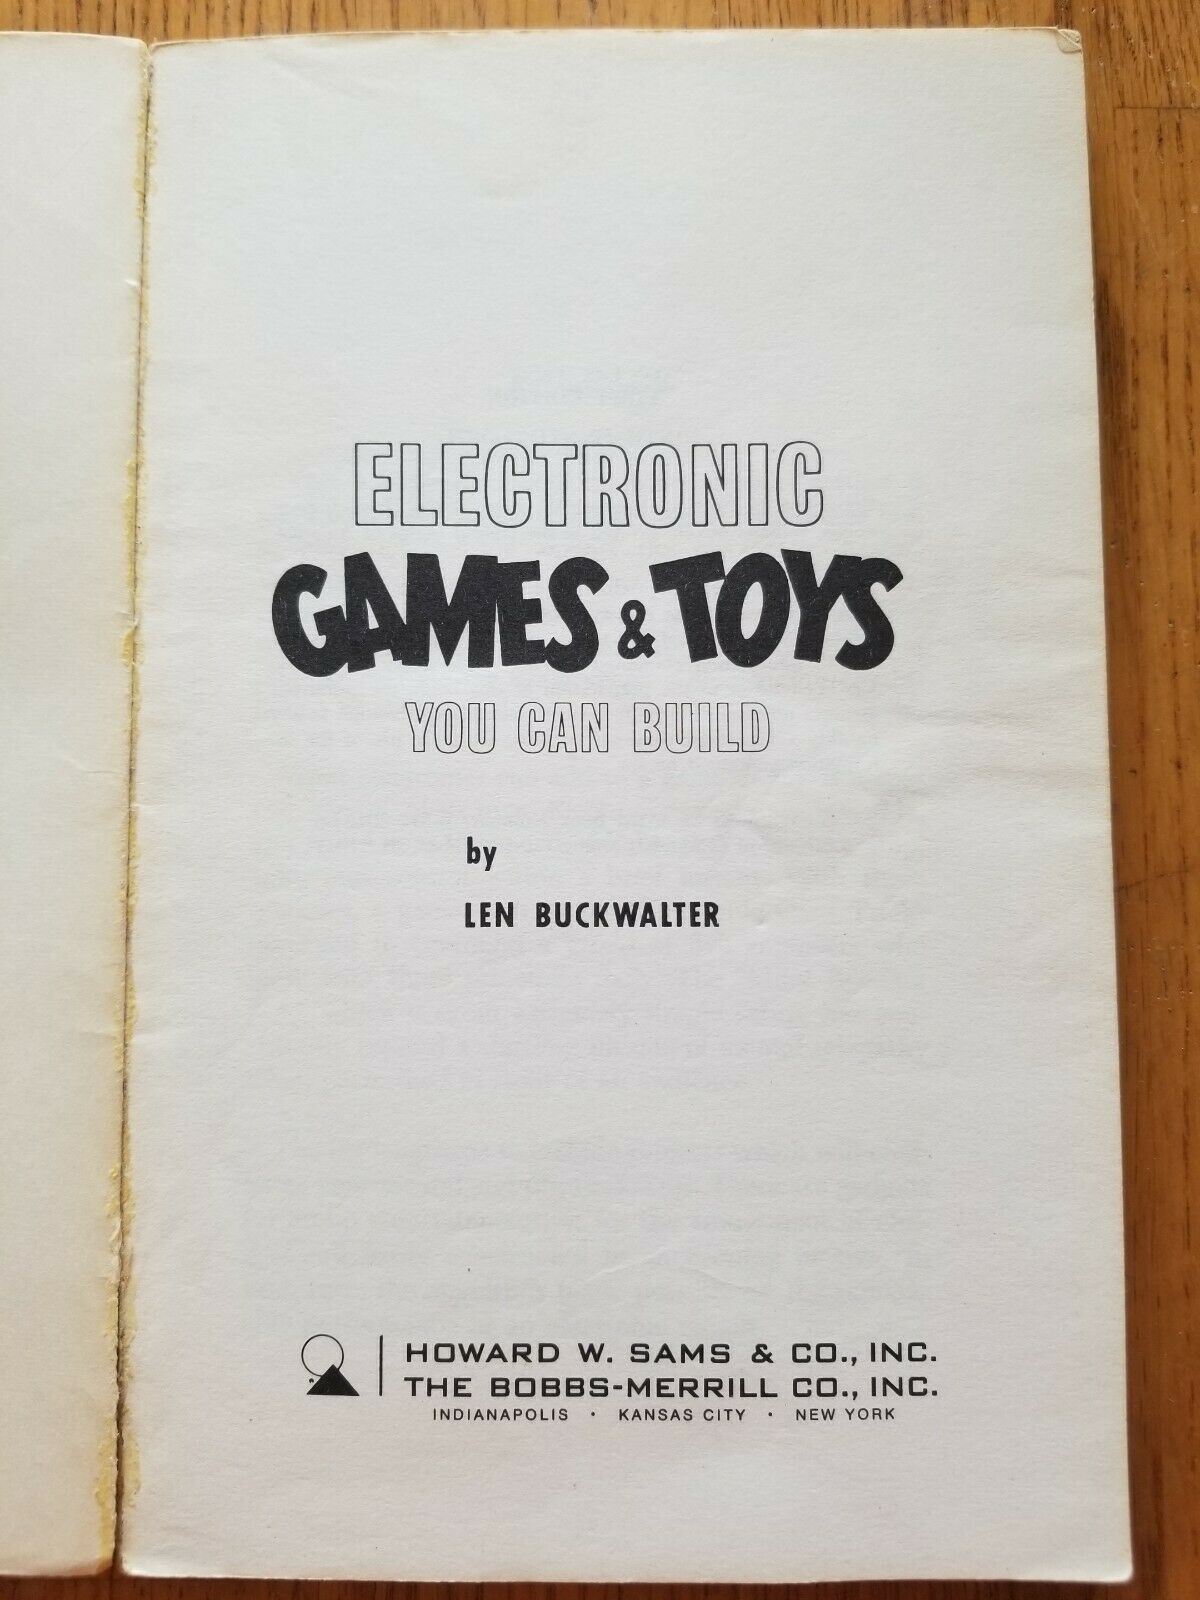 ELECTRONIC
GAMES & TOYS
YOU CAN BUILD
by
LEN BUCKWALTER
HOWARD W. SAMS & CO., INC.
THE BOBBS-MERRILL CO., INC.
INDIANAPOLIS • KANSAS CITY • NEW YORK